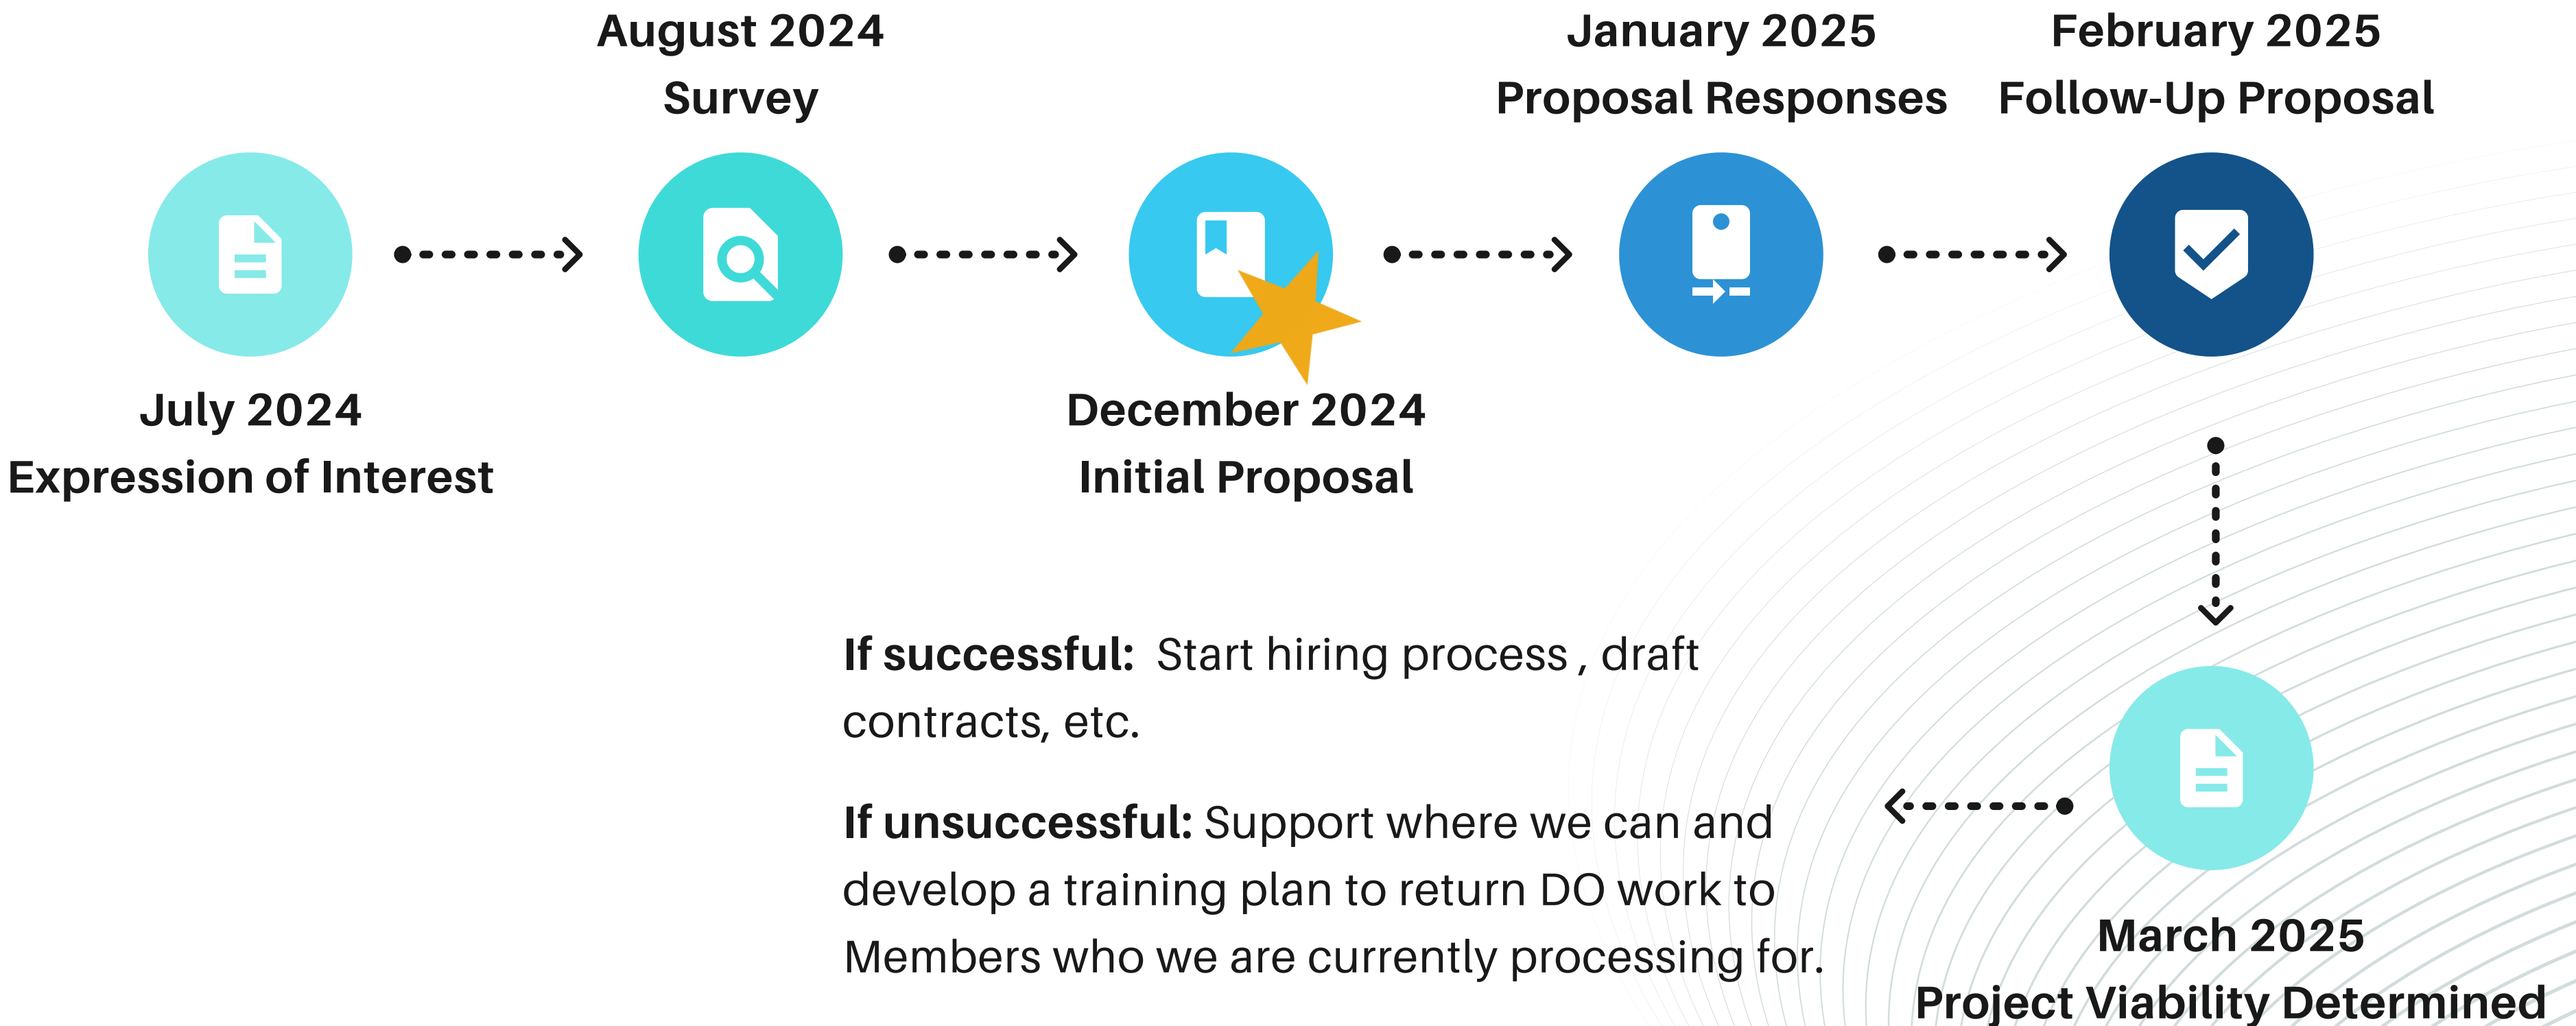 July 2024
Expression of Interest
August 2024
Survey
December 2024
Initial Proposal
January 2025
Proposal Responses
February 2025
Follow-Up Proposal
March 2025
Project Viability Determined
If successful:  Start hiring process , draft
contracts, etc.
If unsuccessful: Support where we can and
develop a training plan to return DO work to
Members who we are currently processing for.